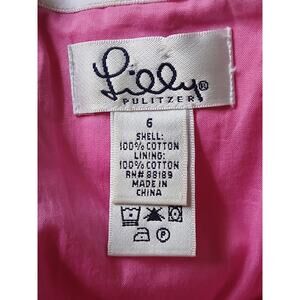 Lilly®
PULITZER
6
SHELL:
100% COTTON
LINING:
100% COTTON
RN# 88189
MADE IN
CHINA
P